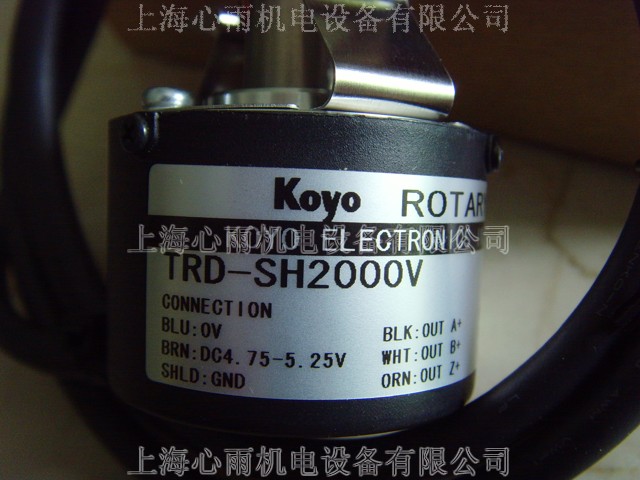 上海心雨机电设备有限公司
Koyo ROTAR
KOYO ELECTRONIC
上海心雨机电设备有限公司
TRD-SH2000V
CONNECTION
BLU:0V BLK:OUT A+
BRN:DC4.75-5.25V WHT:OUT B+
SHLD:GND ORN:OUT Z+
上海心雨机电设备有限公司